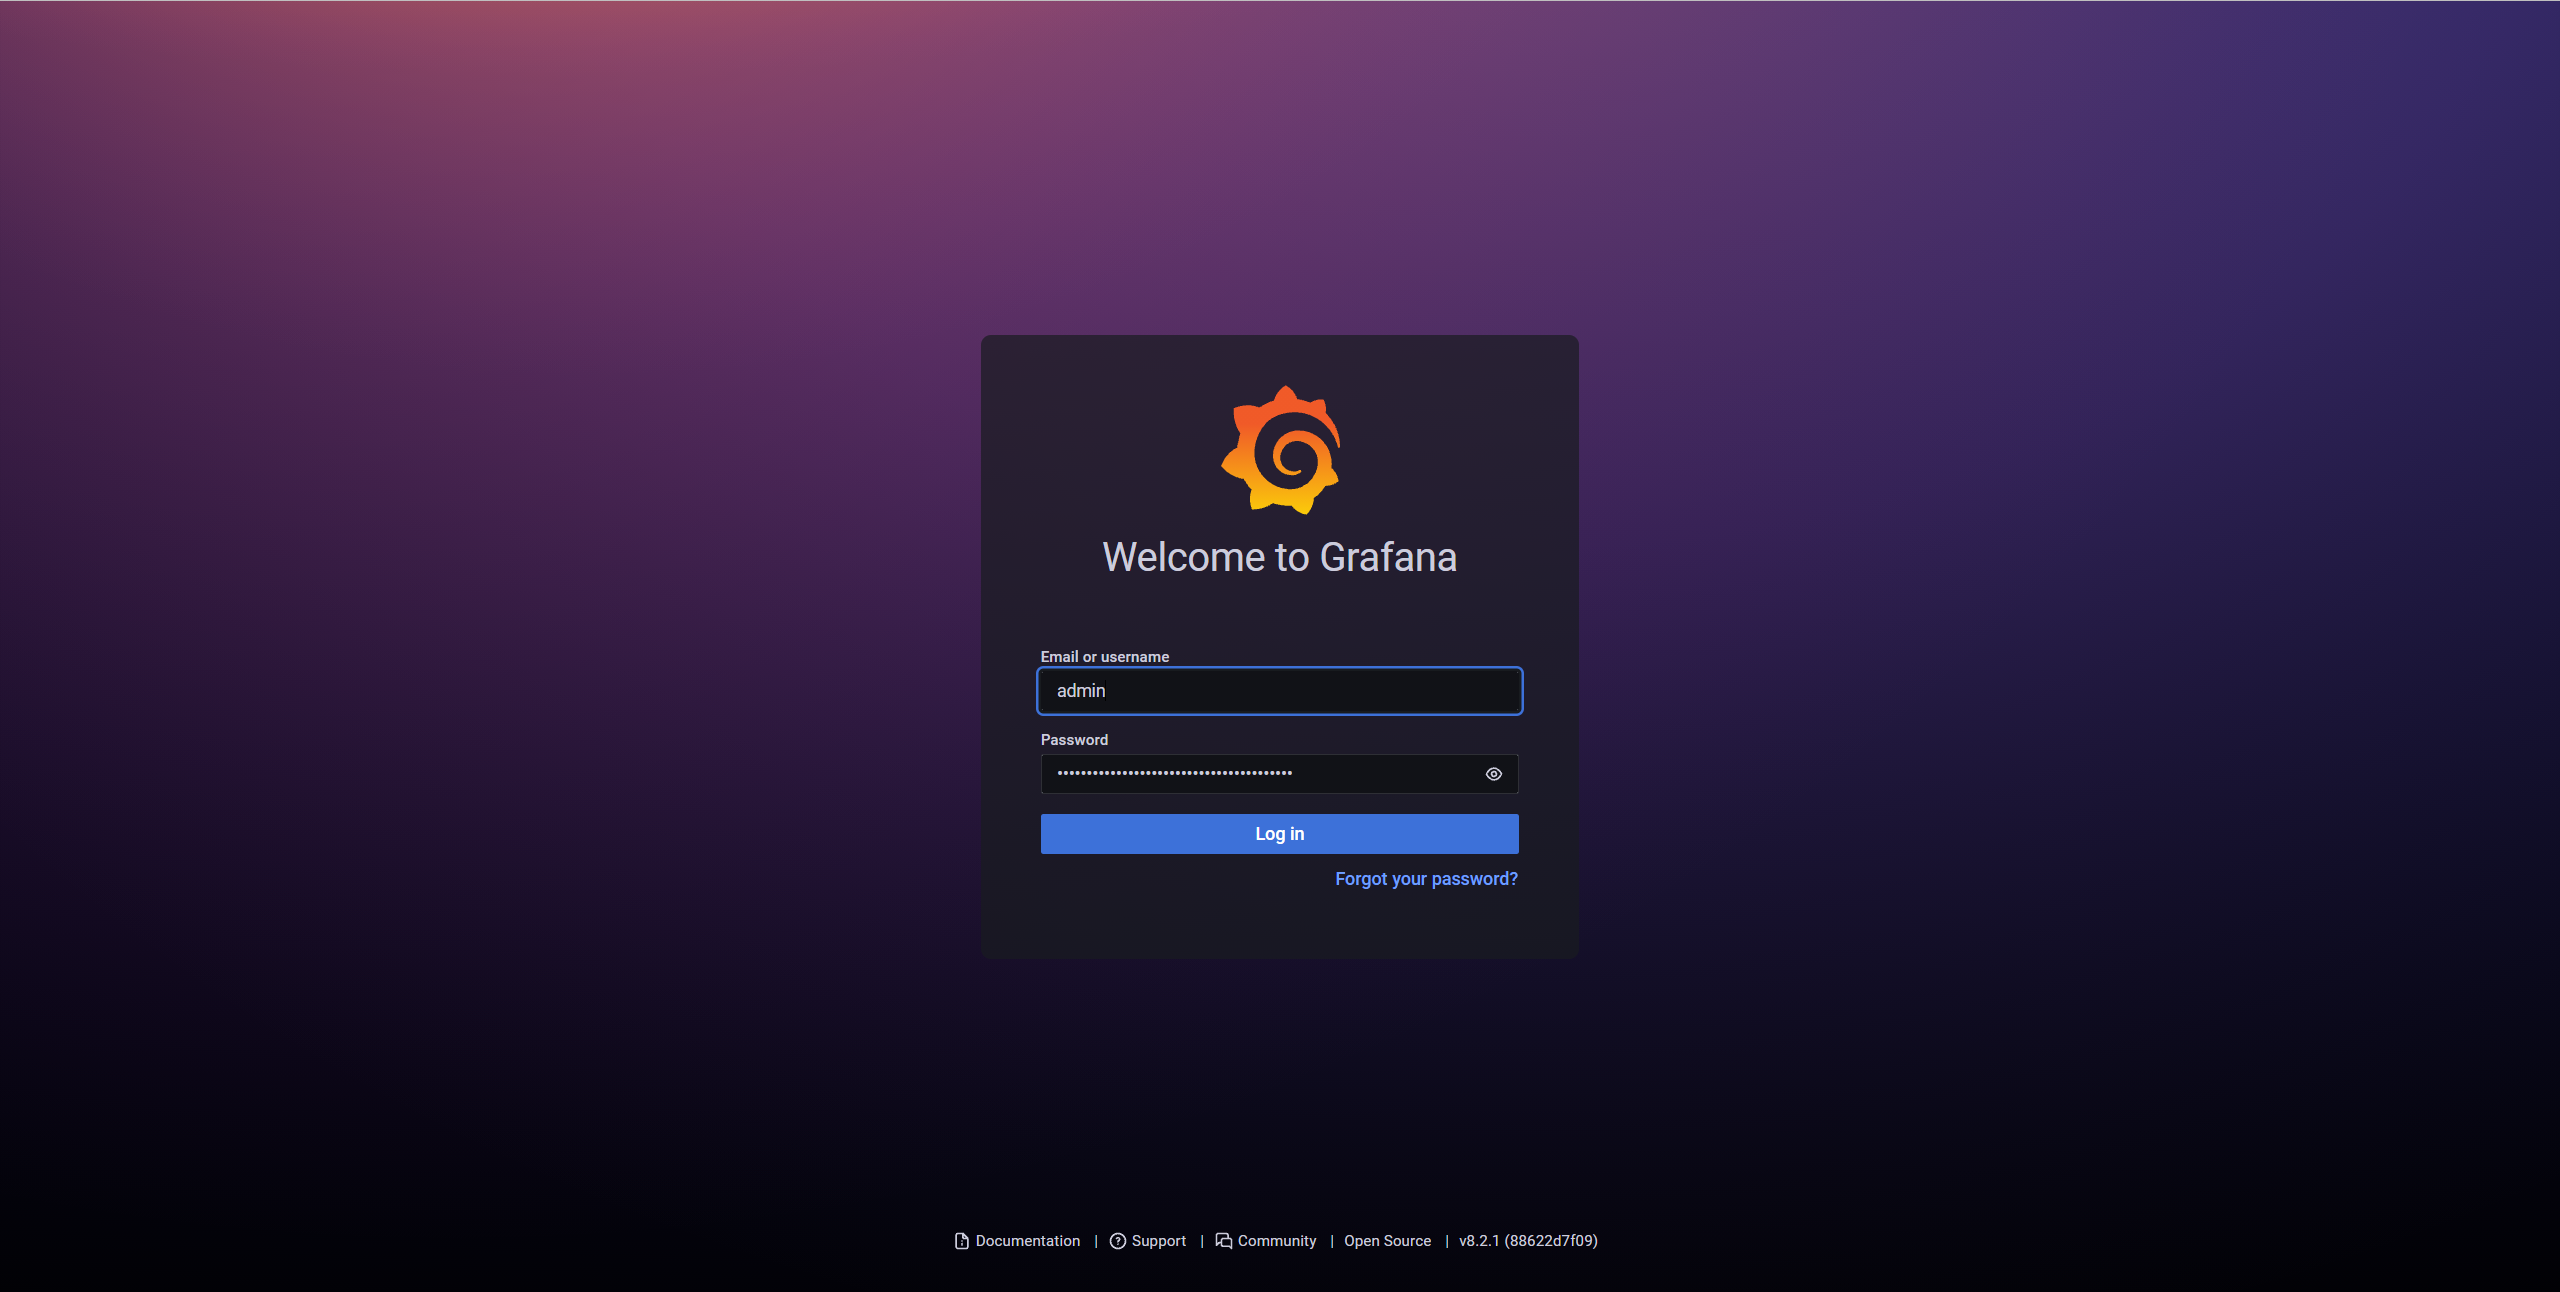 Welcome to Grafana
Email or username
admin
Password
••••••••••••••••••••••••••••••••••••••••
Log in
Forgot your password?
Documentation | Support | Community | Open Source | v8.2.1 (88622d7f09)